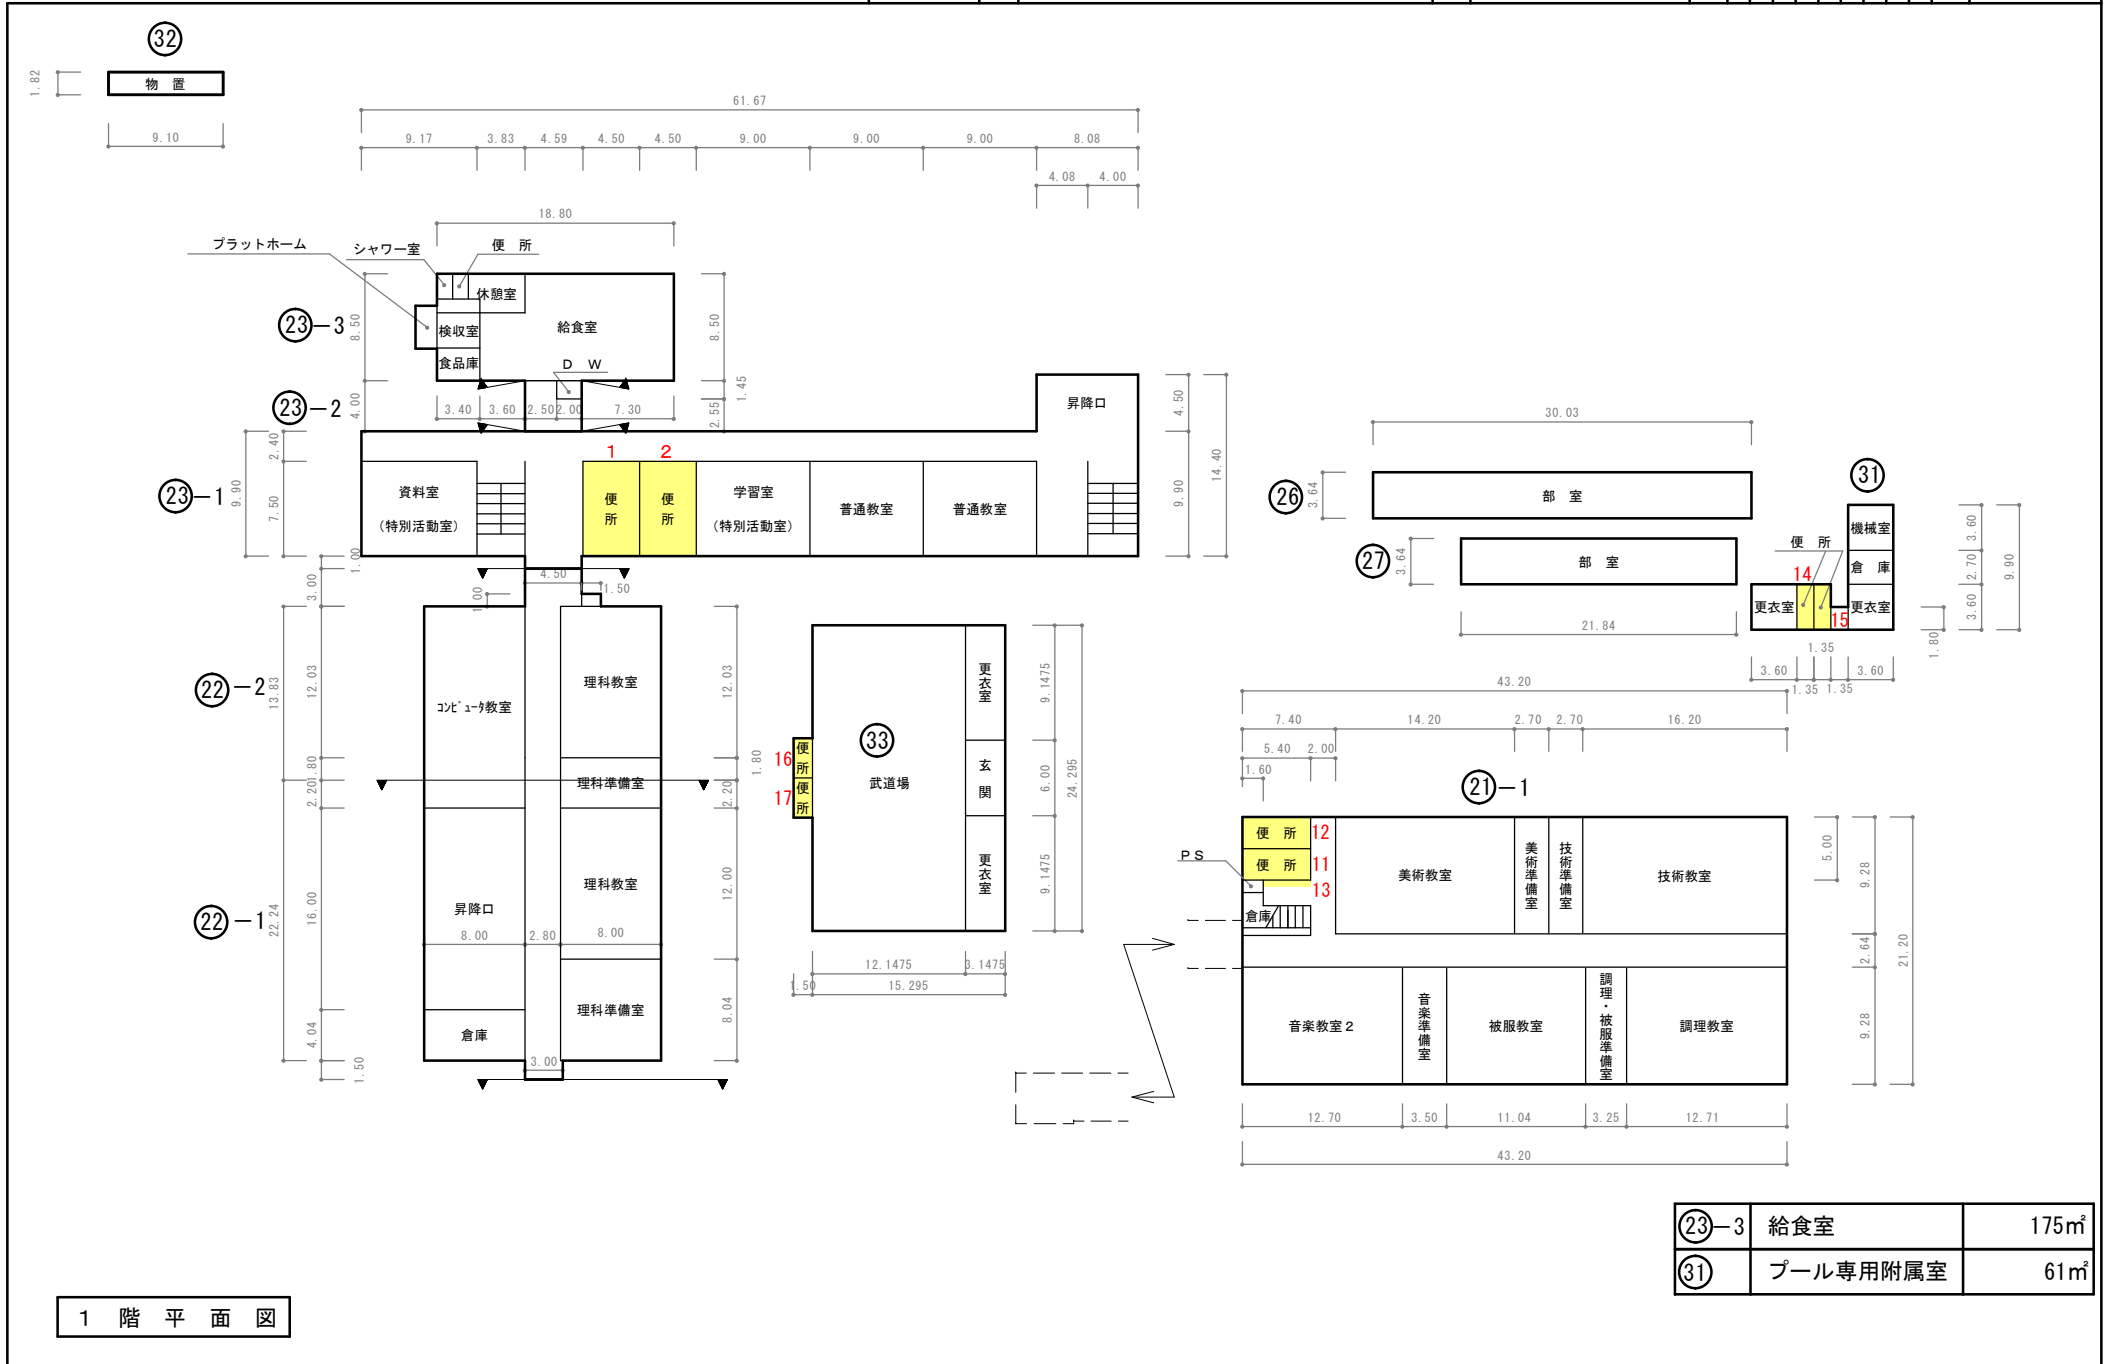 32
1.82
物 置
9.10
61.67
9.17 3.83 4.59 4.50 4.50 9.00 9.00 9.00 8.08
4.08 4.00
18.80
プラットホーム
シャワー室
便 所
休憩室
23-3
8.50
検収室
給食室
8.50
食品庫
D W
1.45
23-2
4.00
3.40 3.60 2.50 2.00 7.30
2.55
昇降口
4.50
14.40
2.40
1 2
23-1
9.90
7.50
資料室
(特別活動室)
便所
便所
学習室
(特別活動室)
普通教室
普通教室
9.90
1.00
3.00
4.50
1.50
1.00
30.03
26
3.64
部 室
27
3.64
部 室
21.84
31
機械室
3.60
便 所
倉 庫
2.70
9.90
14
更衣室
15
更衣室
3.60
1.80
1.35
3.60 1.35 1.35 3.60
22-2
13.83
12.03
コンピュータ教室
理科教室
12.03
1.80
2.20
理科準備室
2.20
22-1
22.24
16.00
理科教室
12.00
昇降口
8.00 2.80 8.00
理科準備室
8.04
4.04
倉庫
3.00
1.50
1.80
16
便所
17
便所
33
武道場
更衣室
9.1475
玄関
6.00
24.295
更衣室
9.1475
12.1475 3.1475
1.50 15.295
43.20
7.40 14.20 2.70 2.70 16.20
5.40 2.00
1.60
21-1
便 所 12
便 所 11
13
PS
倉庫
美術教室
美術準備室
技術準備室
技術教室
5.00
9.28
2.64
21.20
音楽教室2
音楽準備室
被服教室
調理・被服準備室
調理教室
9.28
12.70 3.50 11.04 3.25 12.71
43.20
23-3 給食室 175㎡
31 プール専用附属室 61㎡
1 階 平 面 図